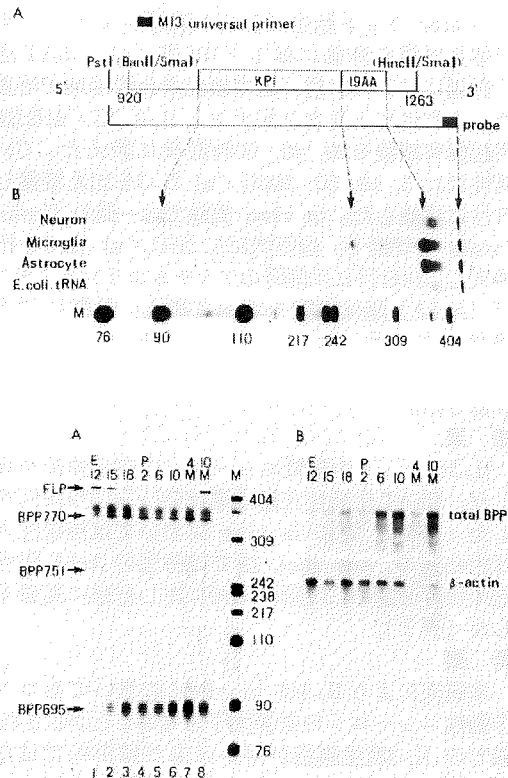 A
M13 universal primer
PstI (BanII/SmaI) (HincII/SmaI)
5' 920 KPI 19AA 1263 3'
probe
B
Neuron
Microglia
Astrocyte
E.coli. tRNA
M
76 90 110 217 242 309 404
A
E P 4 10
12 15 18 2 6 10 M M M
FLP
BPP770
BPP751
BPP695
404
309
242
238
217
110
90
76
1 2 3 4 5 6 7 8
B
E P 4 10
12 15 18 2 6 10 M M
total BPP
β-actin